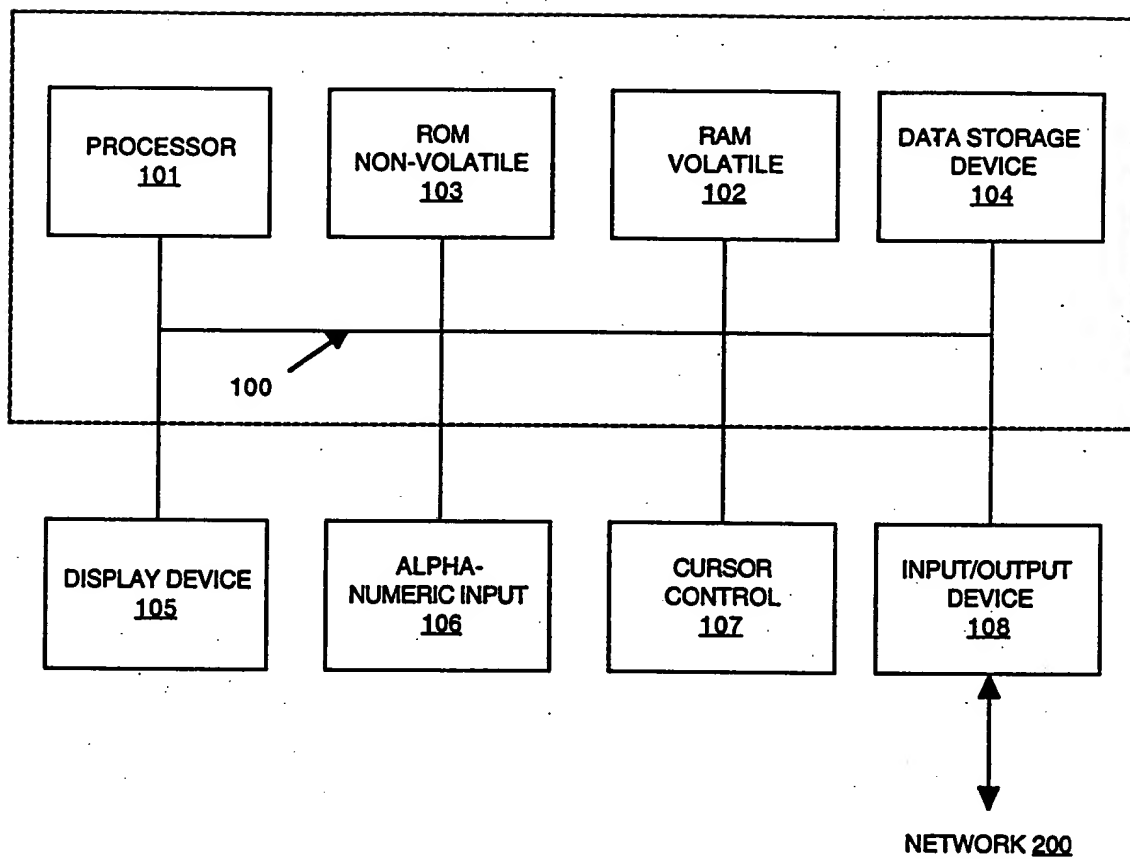 PROCESSOR
101
ROM
NON-VOLATILE
103
RAM
VOLATILE
102
DATA STORAGE
DEVICE
104
100
DISPLAY DEVICE
105
ALPHA-
NUMERIC INPUT
106
CURSOR
CONTROL
107
INPUT/OUTPUT
DEVICE
108
NETWORK 200